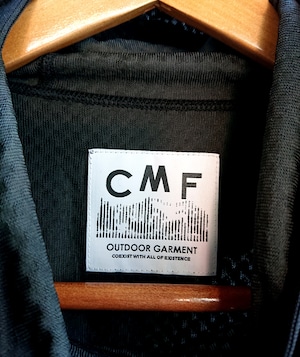 CMF
OUTDOOR GARMENT
COEXIST WITH ALL OF EXISTENCE